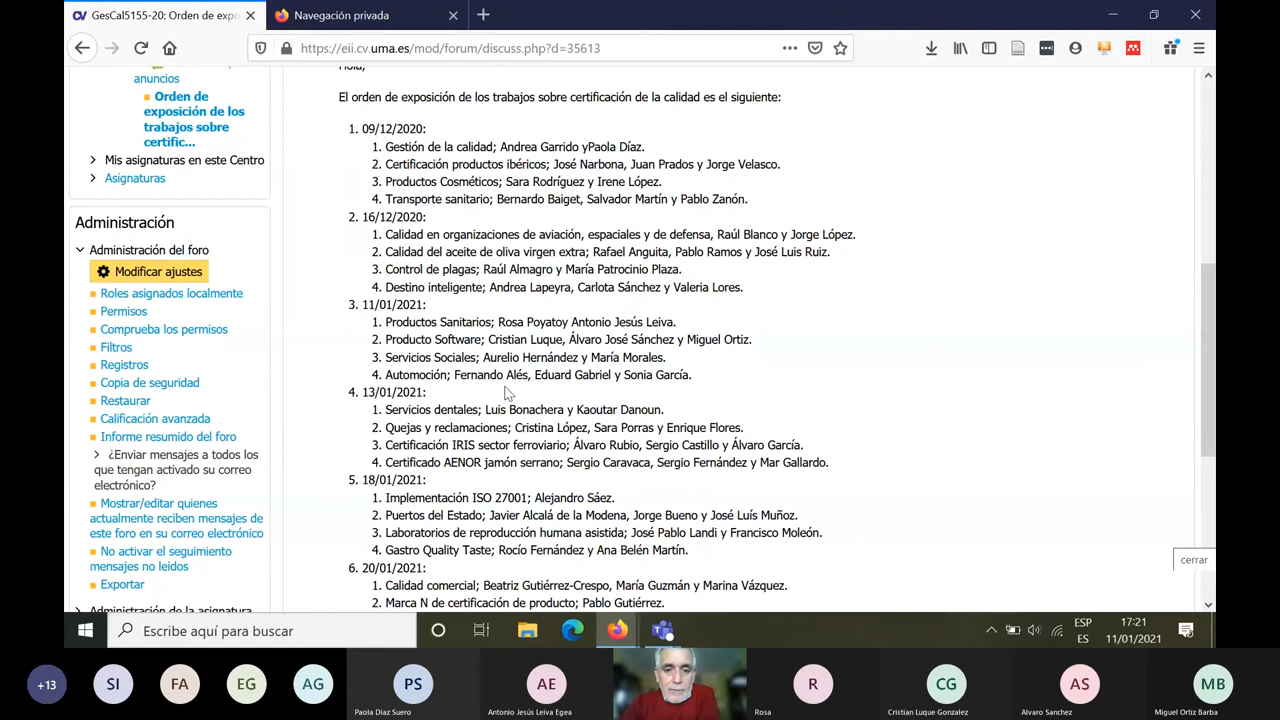 GesCal5155-20: Orden de expo
Navegación privada
https://eii.cv.uma.es/mod/forum/discuss.php?d=35613
anuncios
Orden de
exposición de los
trabajos sobre
certific...
Mis asignaturas en este Centro
Asignaturas
Administración
Administración del foro
Modificar ajustes
Roles asignados localmente
Permisos
Comprueba los permisos
Filtros
Registros
Copia de seguridad
Restaurar
Calificación avanzada
Informe resumido del foro
¿Enviar mensajes a todos los
que tengan activado su correo
electrónico?
Mostrar/editar quienes
actualmente reciben mensajes de
este foro en su correo electrónico
No activar el seguimiento
mensajes no leidos
Exportar
Administración de la asignatura
Hola,
El orden de exposición de los trabajos sobre certificación de la calidad es el siguiente:
1. 09/12/2020:
1. Gestión de la calidad; Andrea Garrido yPaola Díaz.
2. Certificación productos ibéricos; José Narbona, Juan Prados y Jorge Velasco.
3. Productos Cosméticos; Sara Rodríguez y Irene López.
4. Transporte sanitario; Bernardo Baiget, Salvador Martín y Pablo Zanón.
2. 16/12/2020:
1. Calidad en organizaciones de aviación, espaciales y de defensa, Raúl Blanco y Jorge López.
2. Calidad del aceite de oliva virgen extra; Rafael Anguita, Pablo Ramos y José Luis Ruiz.
3. Control de plagas; Raúl Almagro y María Patrocinio Plaza.
4. Destino inteligente; Andrea Lapeyra, Carlota Sánchez y Valeria Lores.
3. 11/01/2021:
1. Productos Sanitarios; Rosa Poyatoy Antonio Jesús Leiva.
2. Producto Software; Cristian Luque, Álvaro José Sánchez y Miguel Ortiz.
3. Servicios Sociales; Aurelio Hernández y María Morales.
4. Automoción; Fernando Alés, Eduard Gabriel y Sonia García.
4. 13/01/2021:
1. Servicios dentales; Luis Bonachera y Kaoutar Danoun.
2. Quejas y reclamaciones; Cristina López, Sara Porras y Enrique Flores.
3. Certificación IRIS sector ferroviario; Álvaro Rubio, Sergio Castillo y Álvaro García.
4. Certificado AENOR jamón serrano; Sergio Caravaca, Sergio Fernández y Mar Gallardo.
5. 18/01/2021:
1. Implementación ISO 27001; Alejandro Sáez.
2. Puertos del Estado; Javier Alcalá de la Modena, Jorge Bueno y José Luís Muñoz.
3. Laboratorios de reproducción humana asistida; José Pablo Landi y Francisco Moleón.
4. Gastro Quality Taste; Rocío Fernández y Ana Belén Martín.
6. 20/01/2021:
1. Calidad comercial; Beatriz Gutiérrez-Crespo, María Guzmán y Marina Vázquez.
2. Marca N de certificación de producto; Pablo Gutiérrez.
cerrar
Escribe aquí para buscar
ESP
ES
17:21
11/01/2021
+13
SI
FA
EG
AG
PS
Paola Díaz Suero
AE
Antonio Jesús Leiva Egea
R
Rosa
CG
Cristian Luque Gonzalez
AS
Alvaro Sanchez
MB
Miguel Ortiz Barba